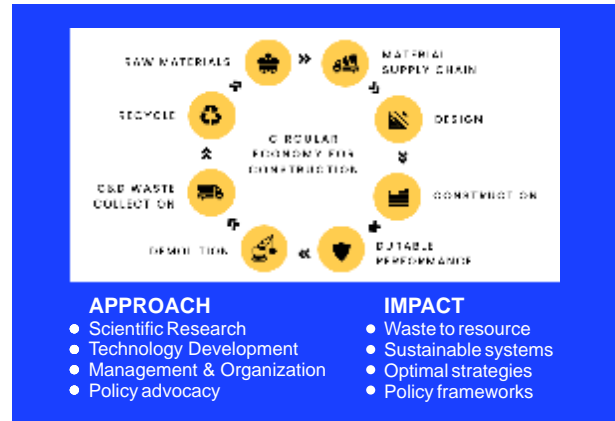 RAW MATERIALS
MATERIAL
SUPPLY CHAIN
RECYCLE
DESIGN
CIRCULAR
ECONOMY FOR
CONSTRUCTION
C&D WASTE
COLLECTION
CONSTRUCTION
DEMOLITION
DURABLE
PERFORMANCE
APPROACH
Scientific Research
Technology Development
Management & Organization
Policy advocacy
IMPACT
Waste to resource
Sustainable systems
Optimal strategies
Policy frameworks